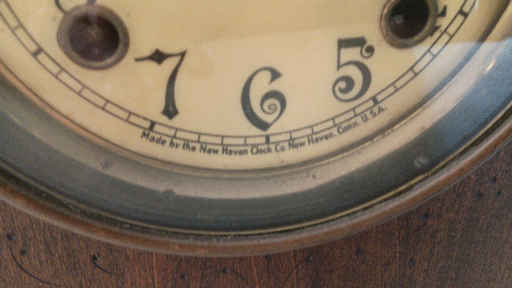 7 6 5
Made by the New Haven Clock Co New Haven, Conn. U.S.A.